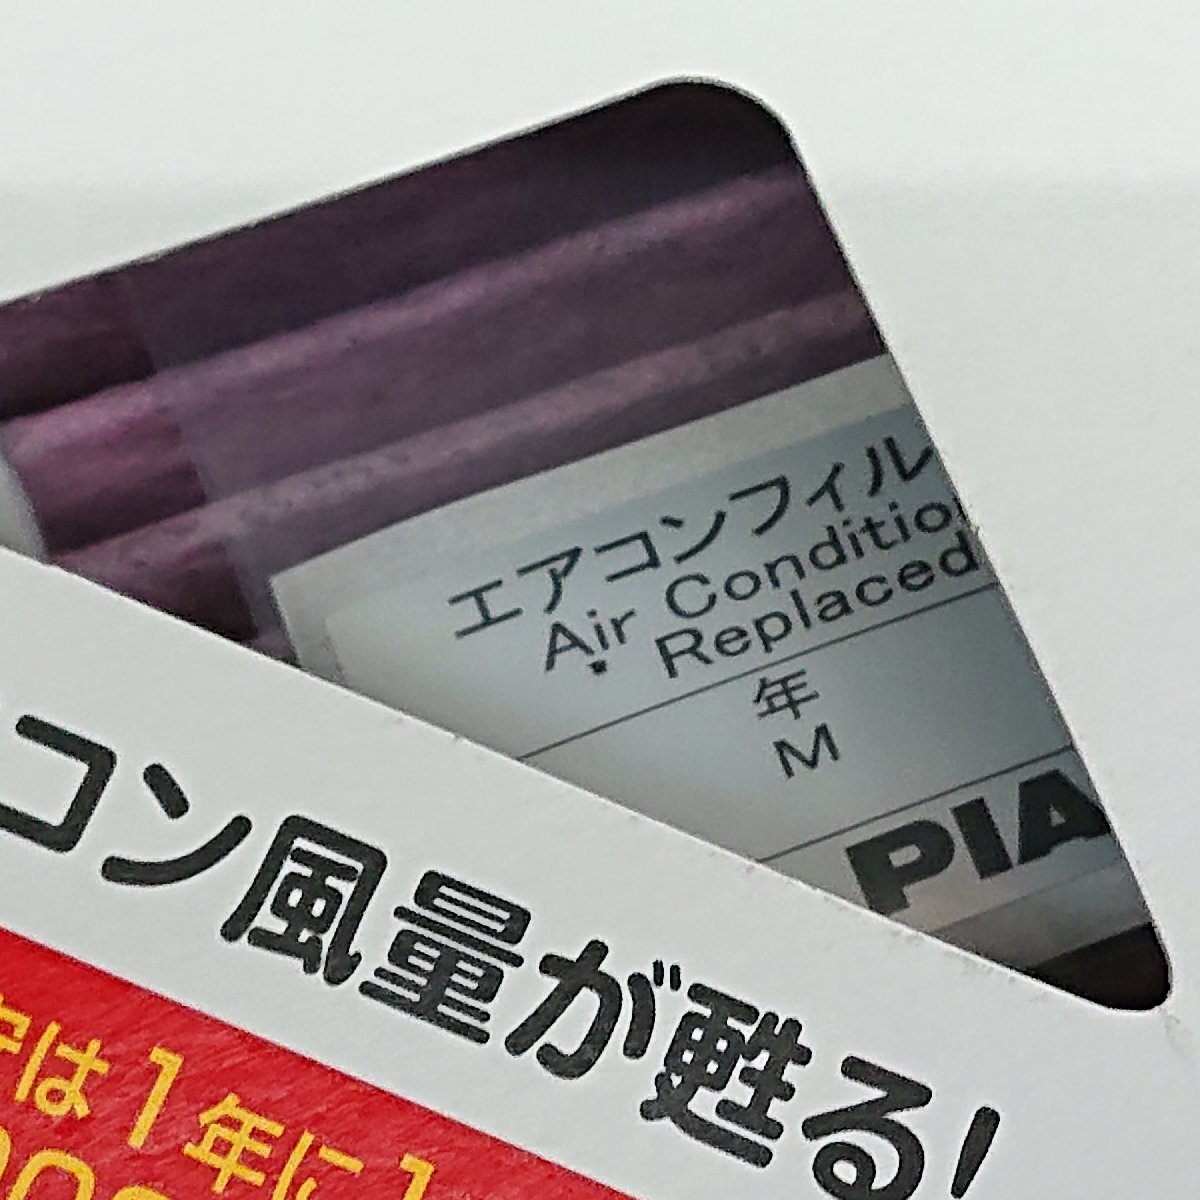 エアコンフィル
Air Conditio
Replaced
年
M
PIA
コン風量が甦る!
は1年に1